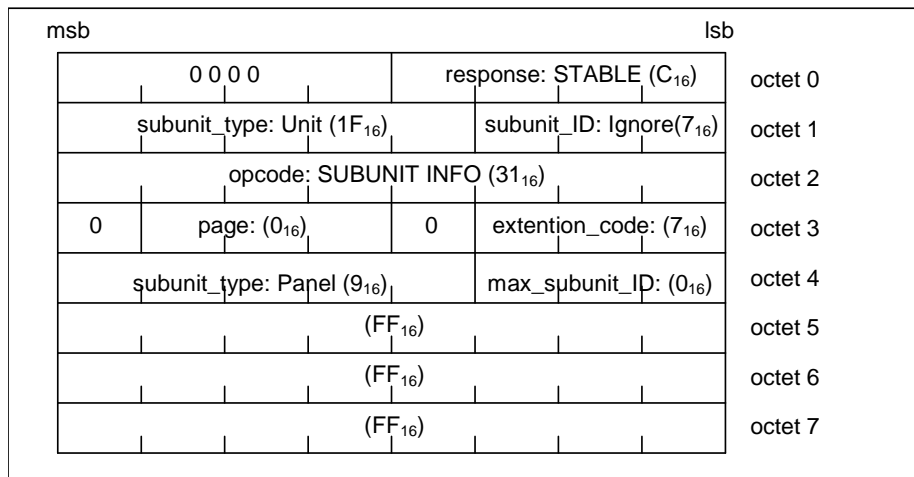 msb lsb
0 0 0 0 response: STABLE (C₁₆) octet 0
subunit_type: Unit (1F₁₆) subunit_ID: Ignore(7₁₆) octet 1
opcode: SUBUNIT INFO (31₁₆) octet 2
0 page: (0₁₆) 0 extention_code: (7₁₆) octet 3
subunit_type: Panel (9₁₆) max_subunit_ID: (0₁₆) octet 4
(FF₁₆) octet 5
(FF₁₆) octet 6
(FF₁₆) octet 7